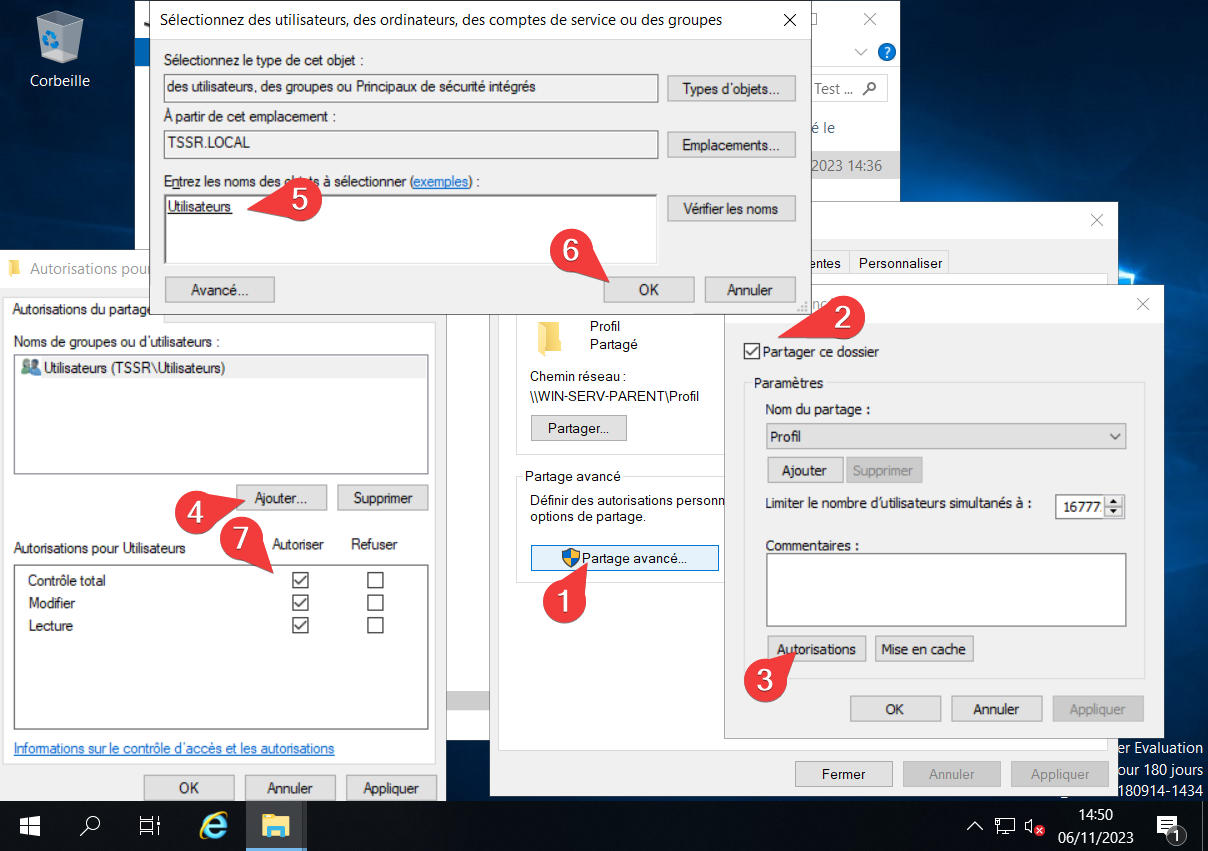 Corbeille
Sélectionnez des utilisateurs, des ordinateurs, des comptes de service ou des groupes
Sélectionnez le type de cet objet :
des utilisateurs, des groupes ou Principaux de sécurité intégrés
Types d'objets...
À partir de cet emplacement :
TSSR.LOCAL
Emplacements...
Entrez les noms des objets à sélectionner (exemples) :
Utilisateurs
5
Vérifier les noms
6
Avancé...
OK
Annuler
?
Test ...
é le
2023 14:36
Autorisations pour
Autorisations du partage
Noms de groupes ou d'utilisateurs :
Utilisateurs (TSSR\Utilisateurs)
4
Ajouter...
Supprimer
7
Autorisations pour Utilisateurs
Autoriser
Refuser
Contrôle total
Modifier
Lecture
Informations sur le contrôle d'accès et les autorisations
OK
Annuler
Appliquer
entes
Personnaliser
Profil
Partagé
Chemin réseau :
\\WIN-SERV-PARENT\Profil
Partager...
Partage avancé
Définir des autorisations personn
options de partage.
Partage avancé...
1
Fermer
Annuler
Appliquer
2
Partager ce dossier
Paramètres
Nom du partage :
Profil
Ajouter
Supprimer
Limiter le nombre d'utilisateurs simultanés à :
16777
Commentaires :
Autorisations
Mise en cache
3
OK
Annuler
Appliquer
er Evaluation
our 180 jours
180914-1434
14:50
06/11/2023
1